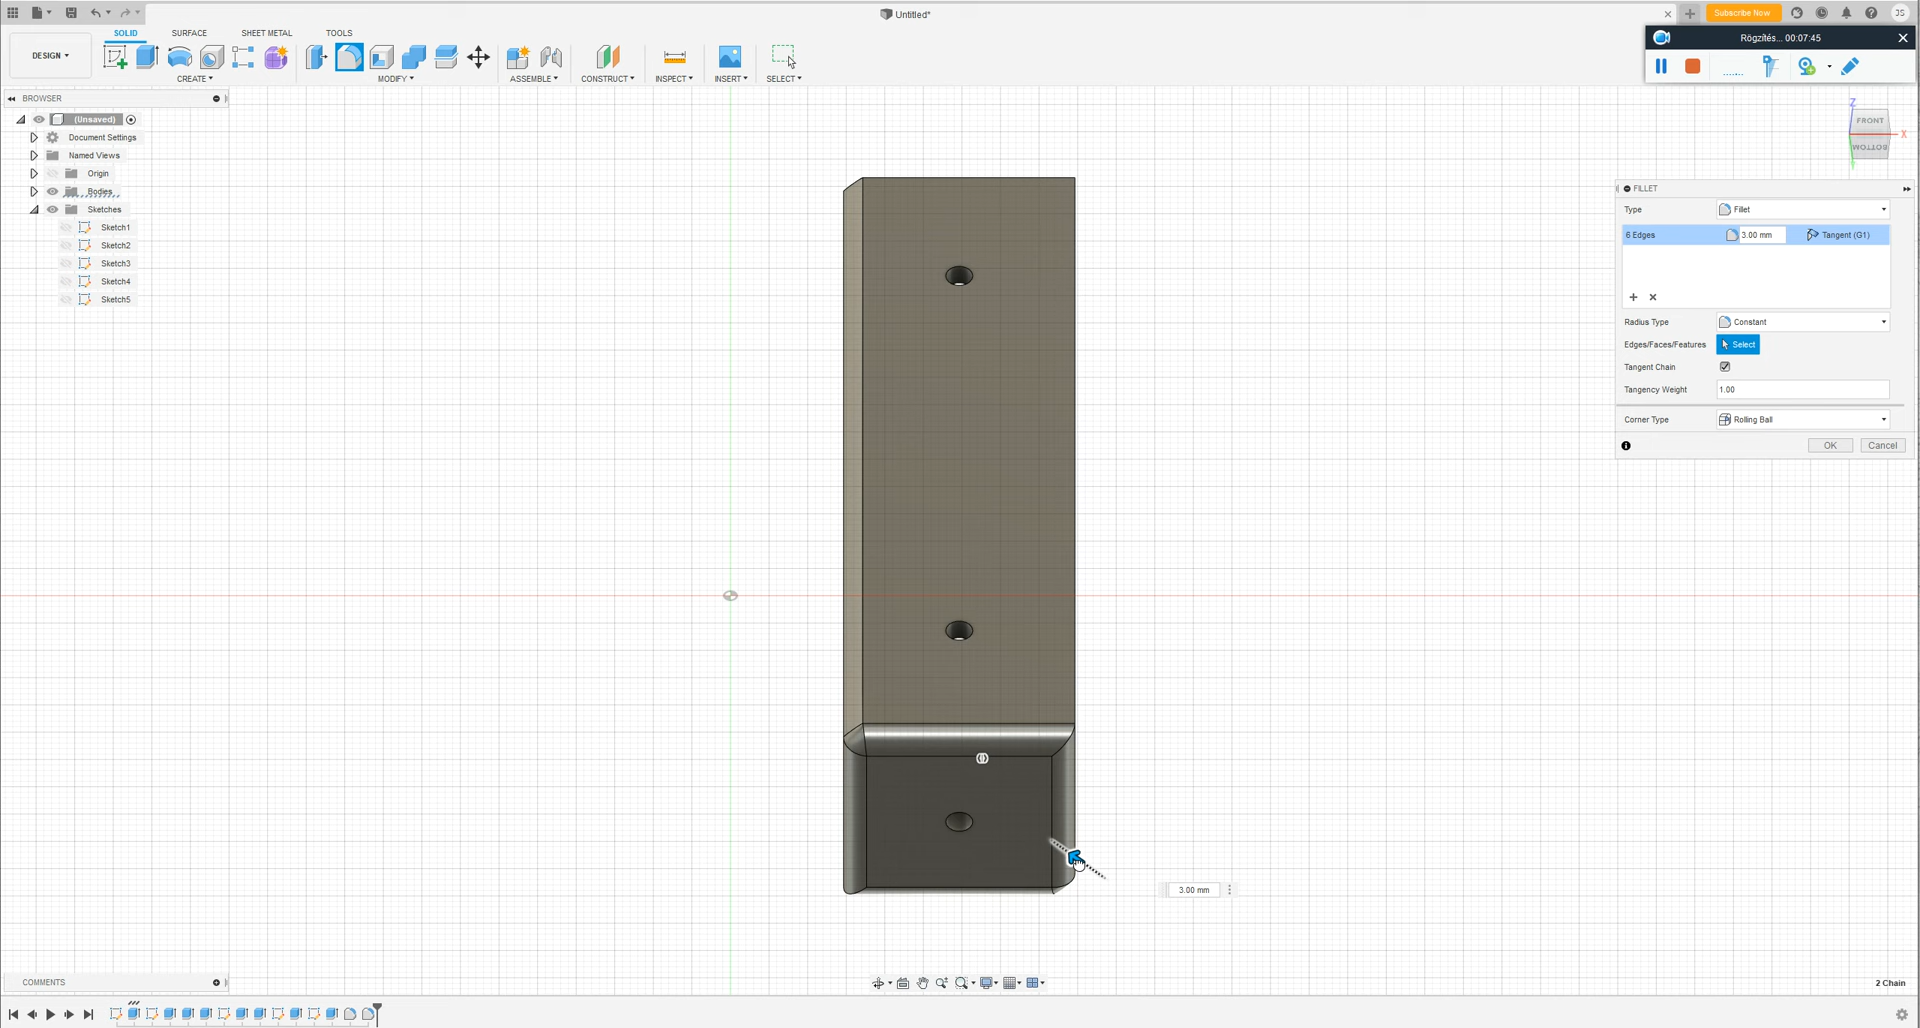 Untitled*
Subscribe Now
JS
Rögzítés... 00:07:45
DESIGN
SOLID
SURFACE
SHEET METAL
TOOLS
CREATE
MODIFY
ASSEMBLE
CONSTRUCT
INSPECT
INSERT
SELECT
BROWSER
(Unsaved)
Document Settings
Named Views
Origin
Bodies
Sketches
Sketch1
Sketch2
Sketch3
Sketch4
Sketch5
Z
FRONT
X
BOTTOM
FILLET
Type Fillet
6 Edges 3.00 mm Tangent (G1)
Radius Type Constant
Edges/Faces/Features Select
Tangent Chain
Tangency Weight 1.00
Corner Type Rolling Ball
OK Cancel
3.00 mm
COMMENTS
2 Chain